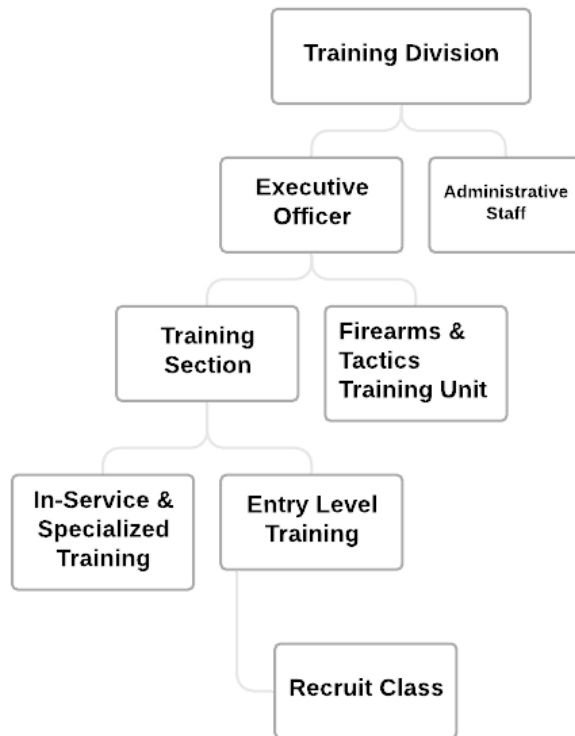 Training Division
Executive
Officer
Administrative
Staff
Training
Section
Firearms &
Tactics
Training Unit
In-Service &
Specialized
Training
Entry Level
Training
Recruit Class